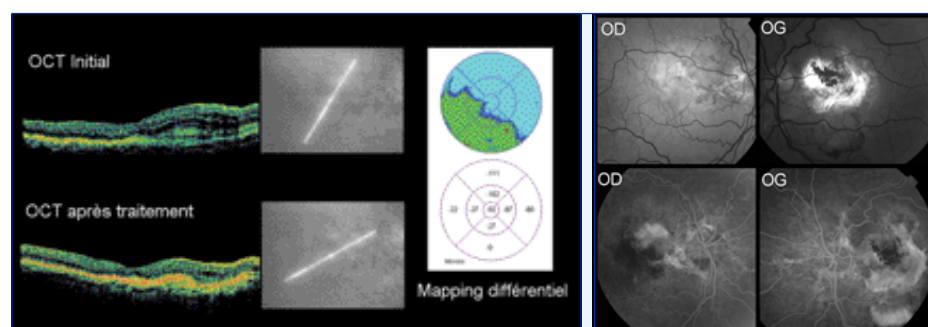 OCT Initial
OCT après traitement
Mapping différentiel
OD
OG
OD
OG